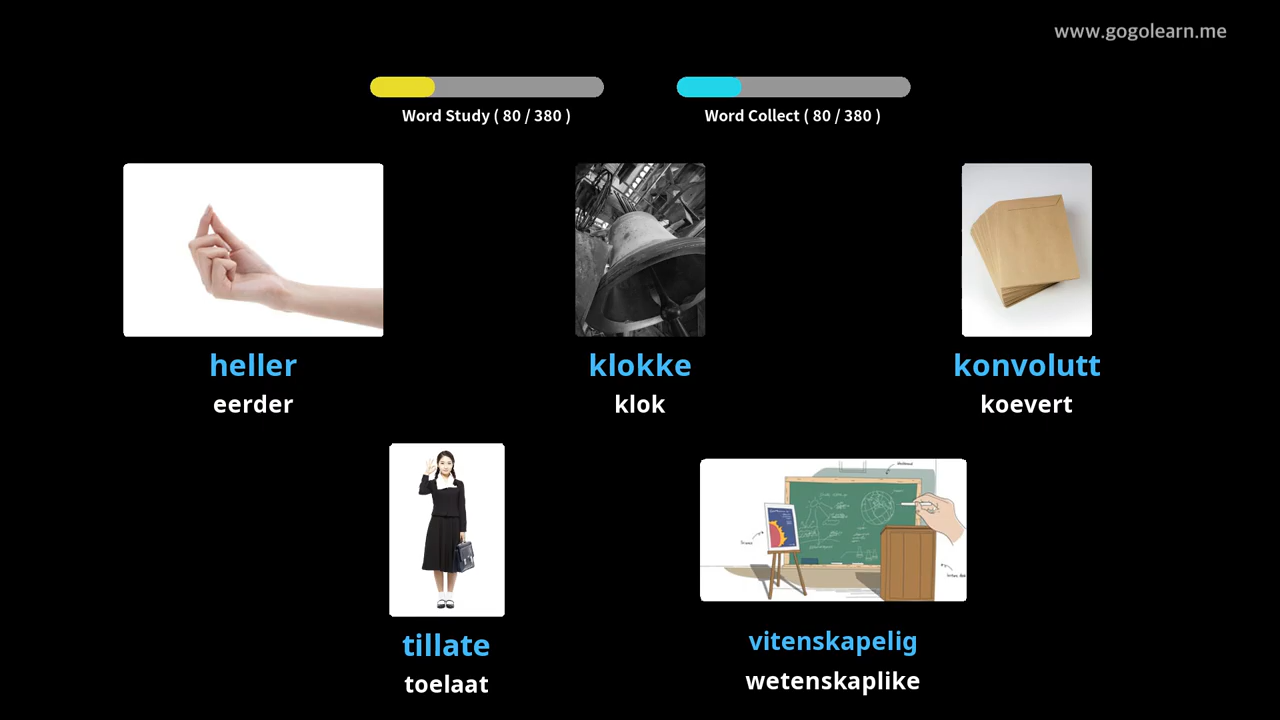 www.gogolearn.me
Word Study ( 80 / 380 )
Word Collect ( 80 / 380 )
heller
eerder
klokke
klok
konvolutt
koevert
tillate
toelaat
vitenskapelig
wetenskaplike